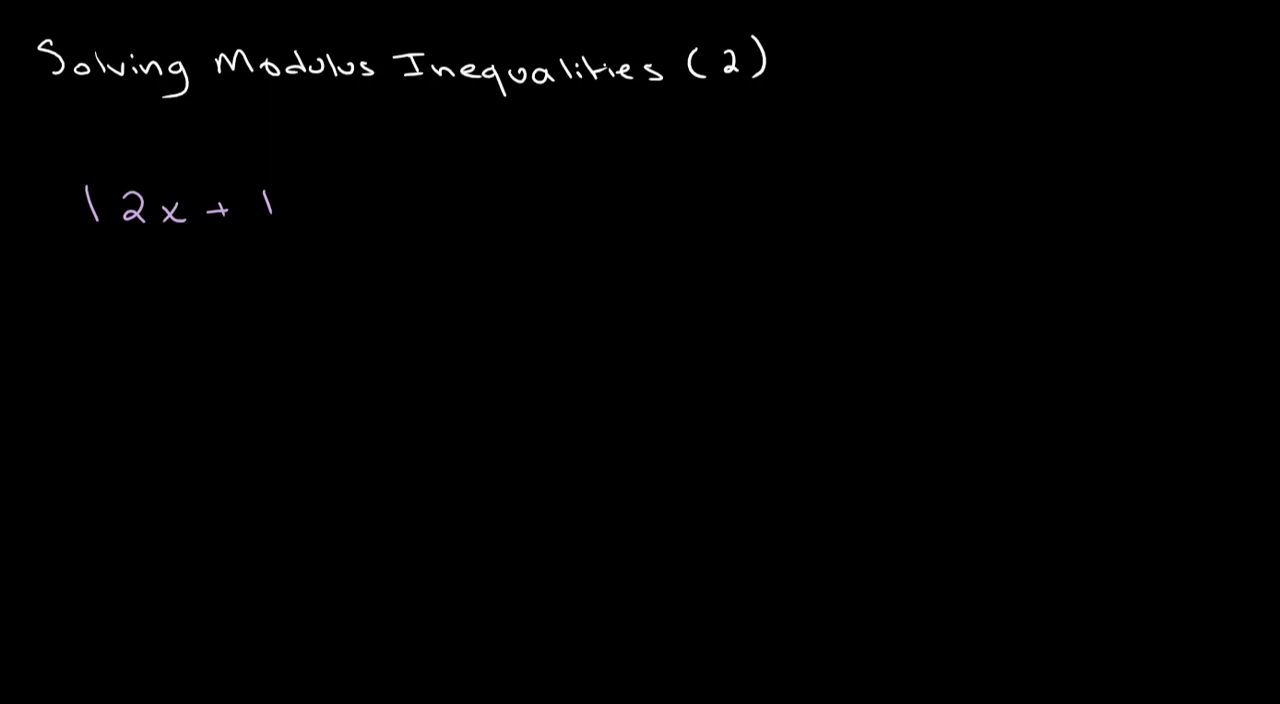 Solving Modulus Inequalities (2)
| 2x + 1